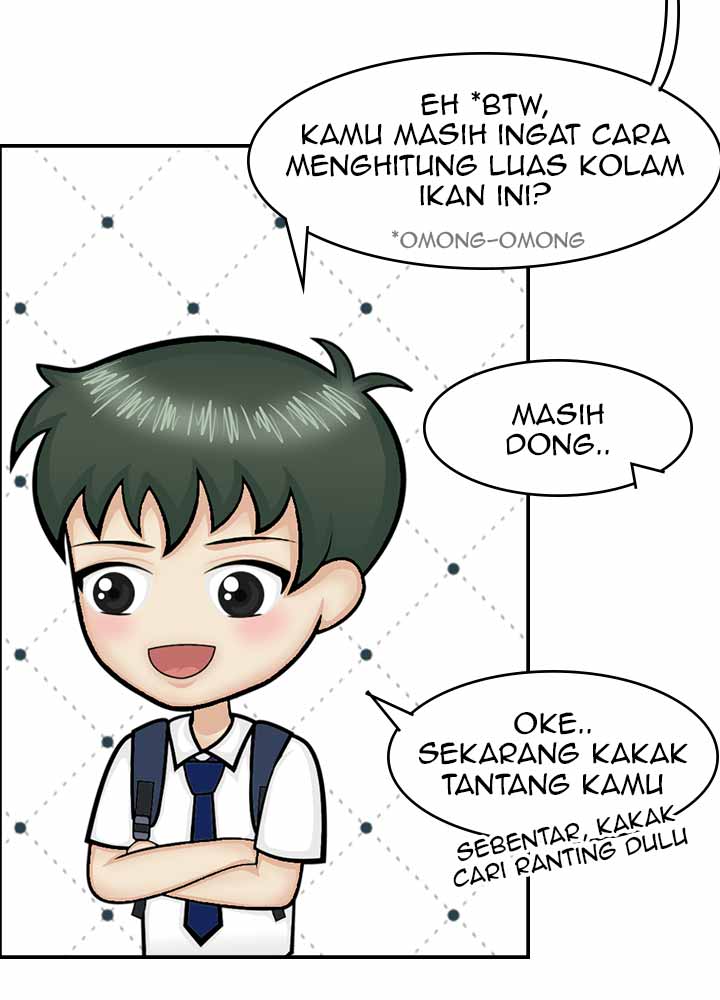 EH *BTW,
KAMU MASIH INGAT CARA
MENGHITUNG LUAS KOLAM
IKAN INI?
*OMONG-OMONG
MASIH
DONG..
OKE..
SEKARANG KAKAK
TANTANG KAMU
SEBENTAR, KAKAK
CARI RANTING DULU